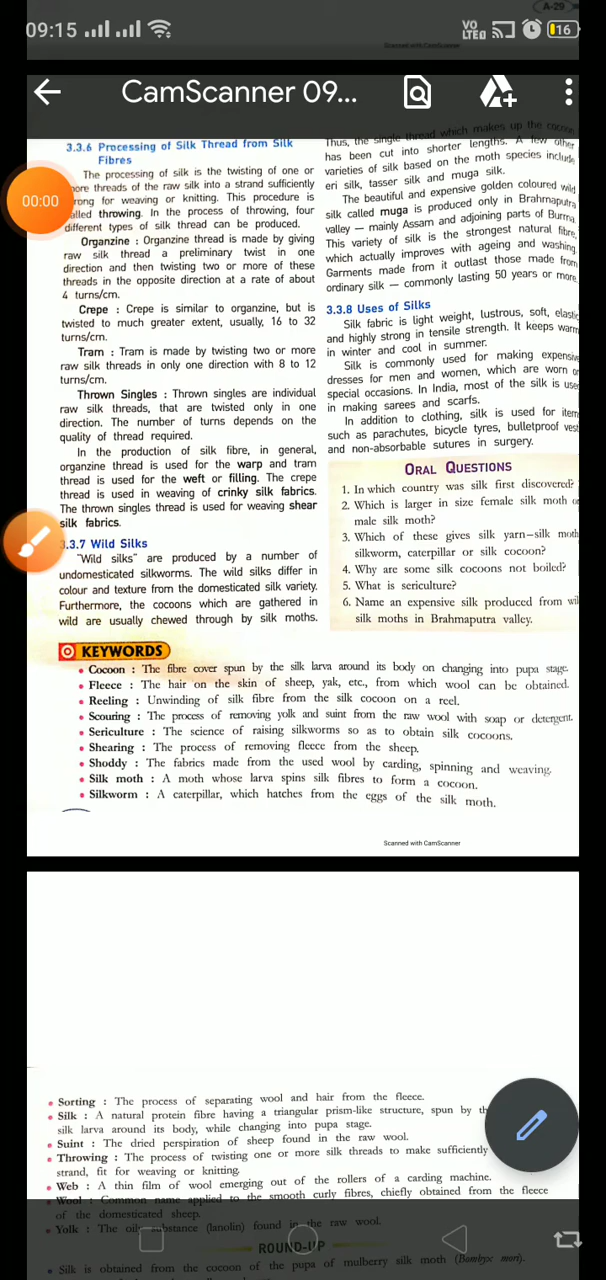 A-29
09:15
VO
LTE
16
Scanned with CamScanner
CamScanner 09...
3.3.6 Processing of Silk Thread from Silk
Fibres
The processing of silk is the twisting of one or
more threads of the raw silk into a strand sufficiently
for weaving or knitting. This procedure is
called throwing. In the process of throwing, four
different types of silk thread can be produced.
Organzine : Organzine thread is made by giving
raw silk thread a preliminary twist in one
direction and then twisting two or more of these
threads in the opposite direction at a rate of about
4 turns/cm.
Crepe : Crepe is similar to organzine, but is
twisted to much greater extent, usually, 16 to 32
turns/cm.
Tram : Tram is made by twisting two or more
raw silk threads in only one direction with 8 to 12
turns/cm.
Thrown Singles : Thrown singles are individual
raw silk threads, that are twisted only in one
direction. The number of turns depends on the
quality of thread required.
In the production of silk fibre, in general,
organzine thread is used for the warp and tram
thread is used for the weft or filling. The crepe
thread is used in weaving of crinky silk fabrics.
The thrown singles thread is used for weaving shear
silk fabrics.
3.3.7 Wild Silks
"Wild silks" are produced by a number of
undomesticated silkworms. The wild silks differ in
colour and texture from the domesticated silk variety.
Furthermore, the cocoons which are gathered in
wild are usually chewed through by silk moths.
00:00
Thus, the single thread which makes up the cocoon
has been cut into shorter lengths. A few other
varieties of silk based on the moth species include
eri silk, tasser silk and muga silk.
The beautiful and expensive golden coloured wild
silk called muga is produced only in Brahmaputra
valley — mainly Assam and adjoining parts of Burma.
This variety of silk is the strongest natural fibre,
which actually improves with ageing and washing.
Garments made from it outlast those made from
ordinary silk — commonly lasting 50 years or more.
3.3.8 Uses of Silks
Silk fabric is light weight, lustrous, soft, elastic
and highly strong in tensile strength. It keeps warm
in winter and cool in summer.
Silk is commonly used for making expensive
dresses for men and women, which are worn on
special occasions. In India, most of the silk is used
in making sarees and scarfs.
In addition to clothing, silk is used for item
such as parachutes, bicycle tyres, bulletproof vest
and non-absorbable sutures in surgery.
ORAL QUESTIONS
1. In which country was silk first discovered?
2. Which is larger in size female silk moth or
male silk moth?
3. Which of these gives silk yarn—silk moth
silkworm, caterpillar or silk cocoon?
4. Why are some silk cocoons not boiled?
5. What is sericulture?
6. Name an expensive silk produced from wil
silk moths in Brahmaputra valley.
KEYWORDS
• Cocoon : The fibre cover spun by the silk larva around its body on changing into pupa stage.
• Fleece : The hair on the skin of sheep, yak, etc., from which wool can be obtained.
• Reeling : Unwinding of silk fibre from the silk cocoon on a reel.
• Scouring : The process of removing yolk and suint from the raw wool with soap or detergent.
• Sericulture : The science of raising silkworms so as to obtain silk cocoons.
• Shearing : The process of removing fleece from the sheep.
• Shoddy : The fabrics made from the used wool by carding, spinning and weaving.
• Silk moth : A moth whose larva spins silk fibres to form a cocoon.
• Silkworm : A caterpillar, which hatches from the eggs of the silk moth.
Scanned with CamScanner
• Sorting : The process of separating wool and hair from the fleece.
• Silk : A natural protein fibre having a triangular prism-like structure, spun by th
silk larva around its body, while changing into pupa stage.
• Suint : The dried perspiration of sheep found in the raw wool.
• Throwing : The process of twisting one or more silk threads to make sufficiently
strand, fit for weaving or knitting.
• Web : A thin film of wool emerging out of the rollers of a carding machine.
• Wool : Common name applied to the smooth curly fibres, chiefly obtained from the fleece
of the domesticated sheep.
• Yolk : The oily substance (lanolin) found in the raw wool.
ROUND-UP
• Silk is obtained from the cocoon of the pupa of mulberry silk moth (Bombyx mori).